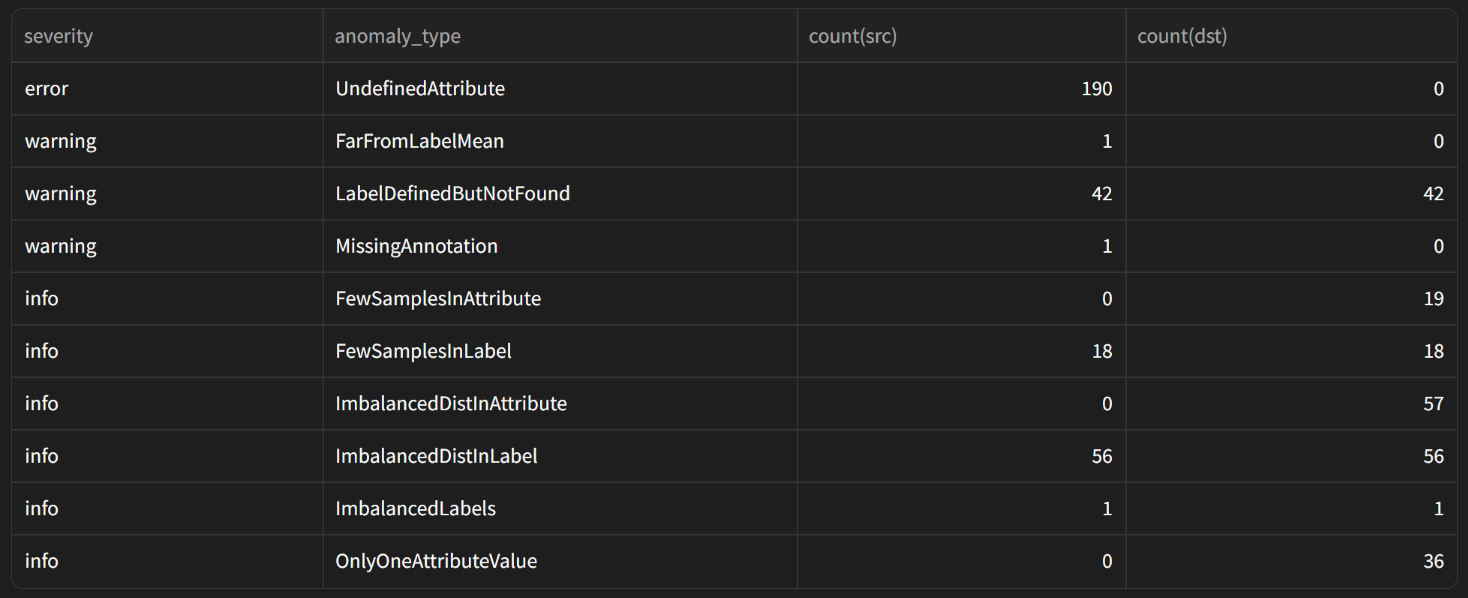 severity anomaly_type count(src) count(dst)
error UndefinedAttribute 190 0
warning FarFromLabelMean 1 0
warning LabelDefinedButNotFound 42 42
warning MissingAnnotation 1 0
info FewSamplesInAttribute 0 19
info FewSamplesInLabel 18 18
info ImbalancedDistInAttribute 0 57
info ImbalancedDistInLabel 56 56
info ImbalancedLabels 1 1
info OnlyOneAttributeValue 0 36